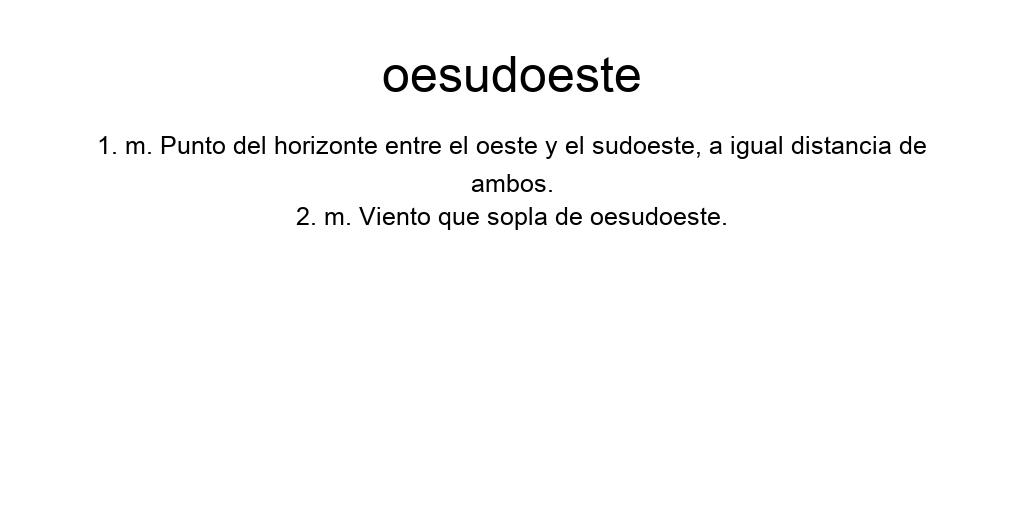 oesudoeste
1. m. Punto del horizonte entre el oeste y el sudoeste, a igual distancia de
ambos.
2. m. Viento que sopla de oesudoeste.